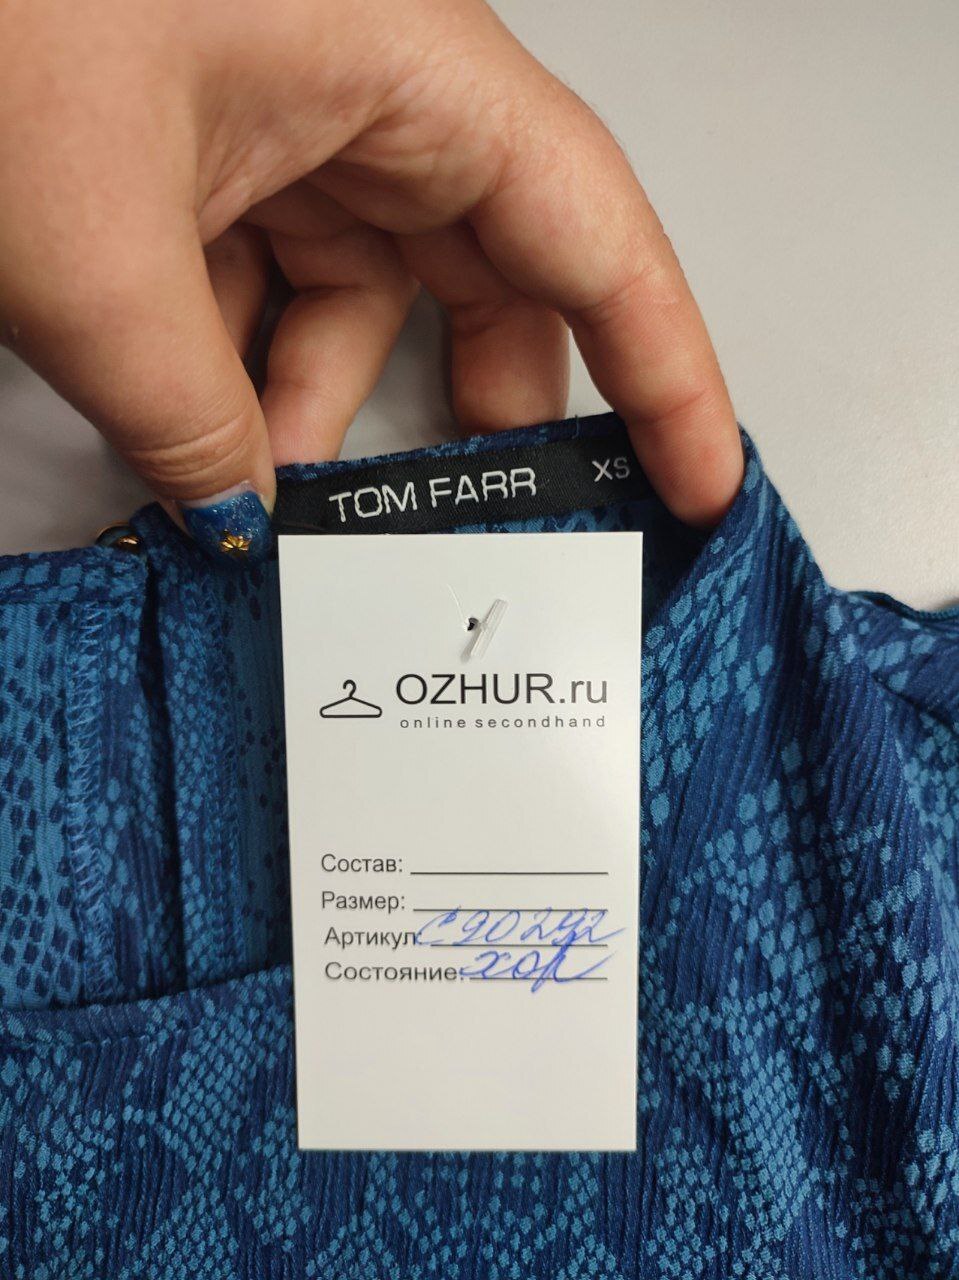 TOM FARR XS
OZHUR.ru
online secondhand
Состав:
Размер:
Артикул: С90292
Состояние: хор